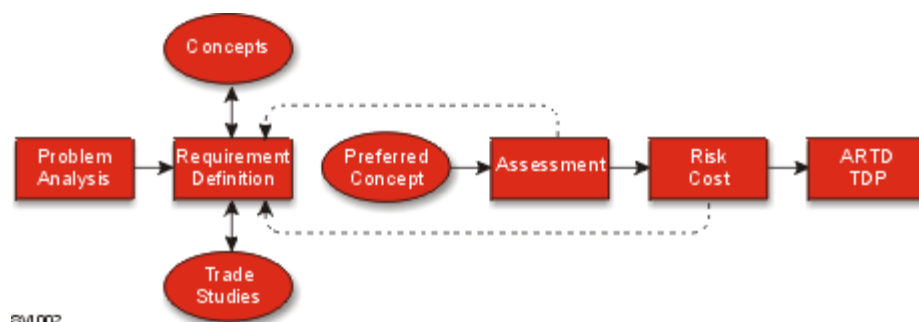 Concepts
Problem
Analysis
Requirement
Definition
Preferred
Concept
Assessment
Risk
Cost
ARTD
TDP
Trade
Studies